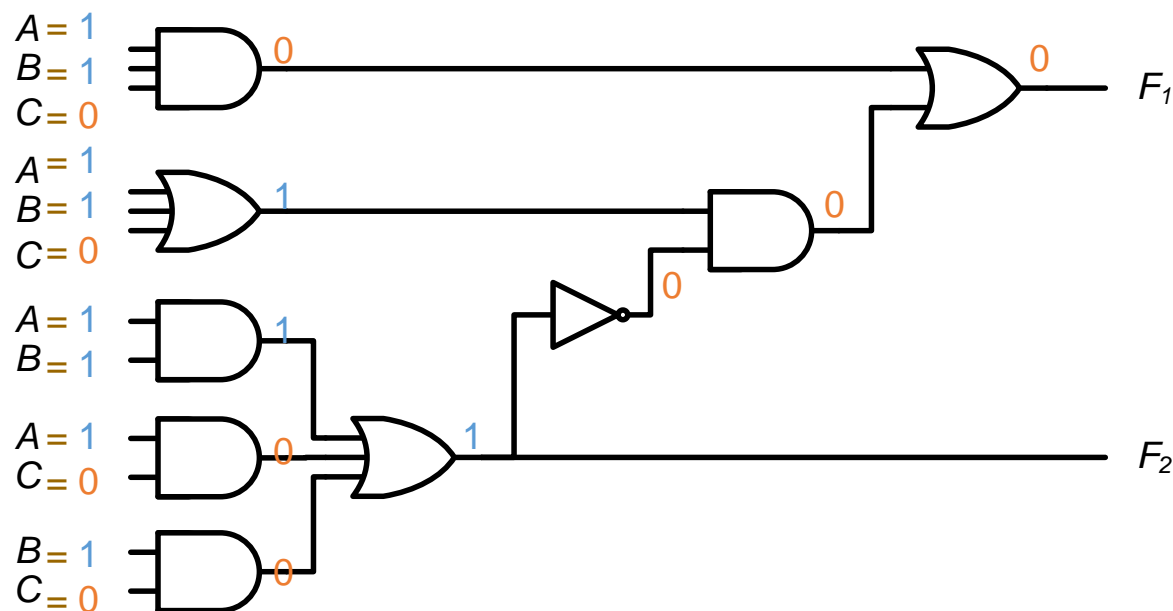 A = 1
0
0
B = 1
F1
C = 0
A = 1
B = 1
1
0
C = 0
0
A = 1
1
B = 1
A = 1
1
0
F2
C = 0
B = 1
0
C = 0